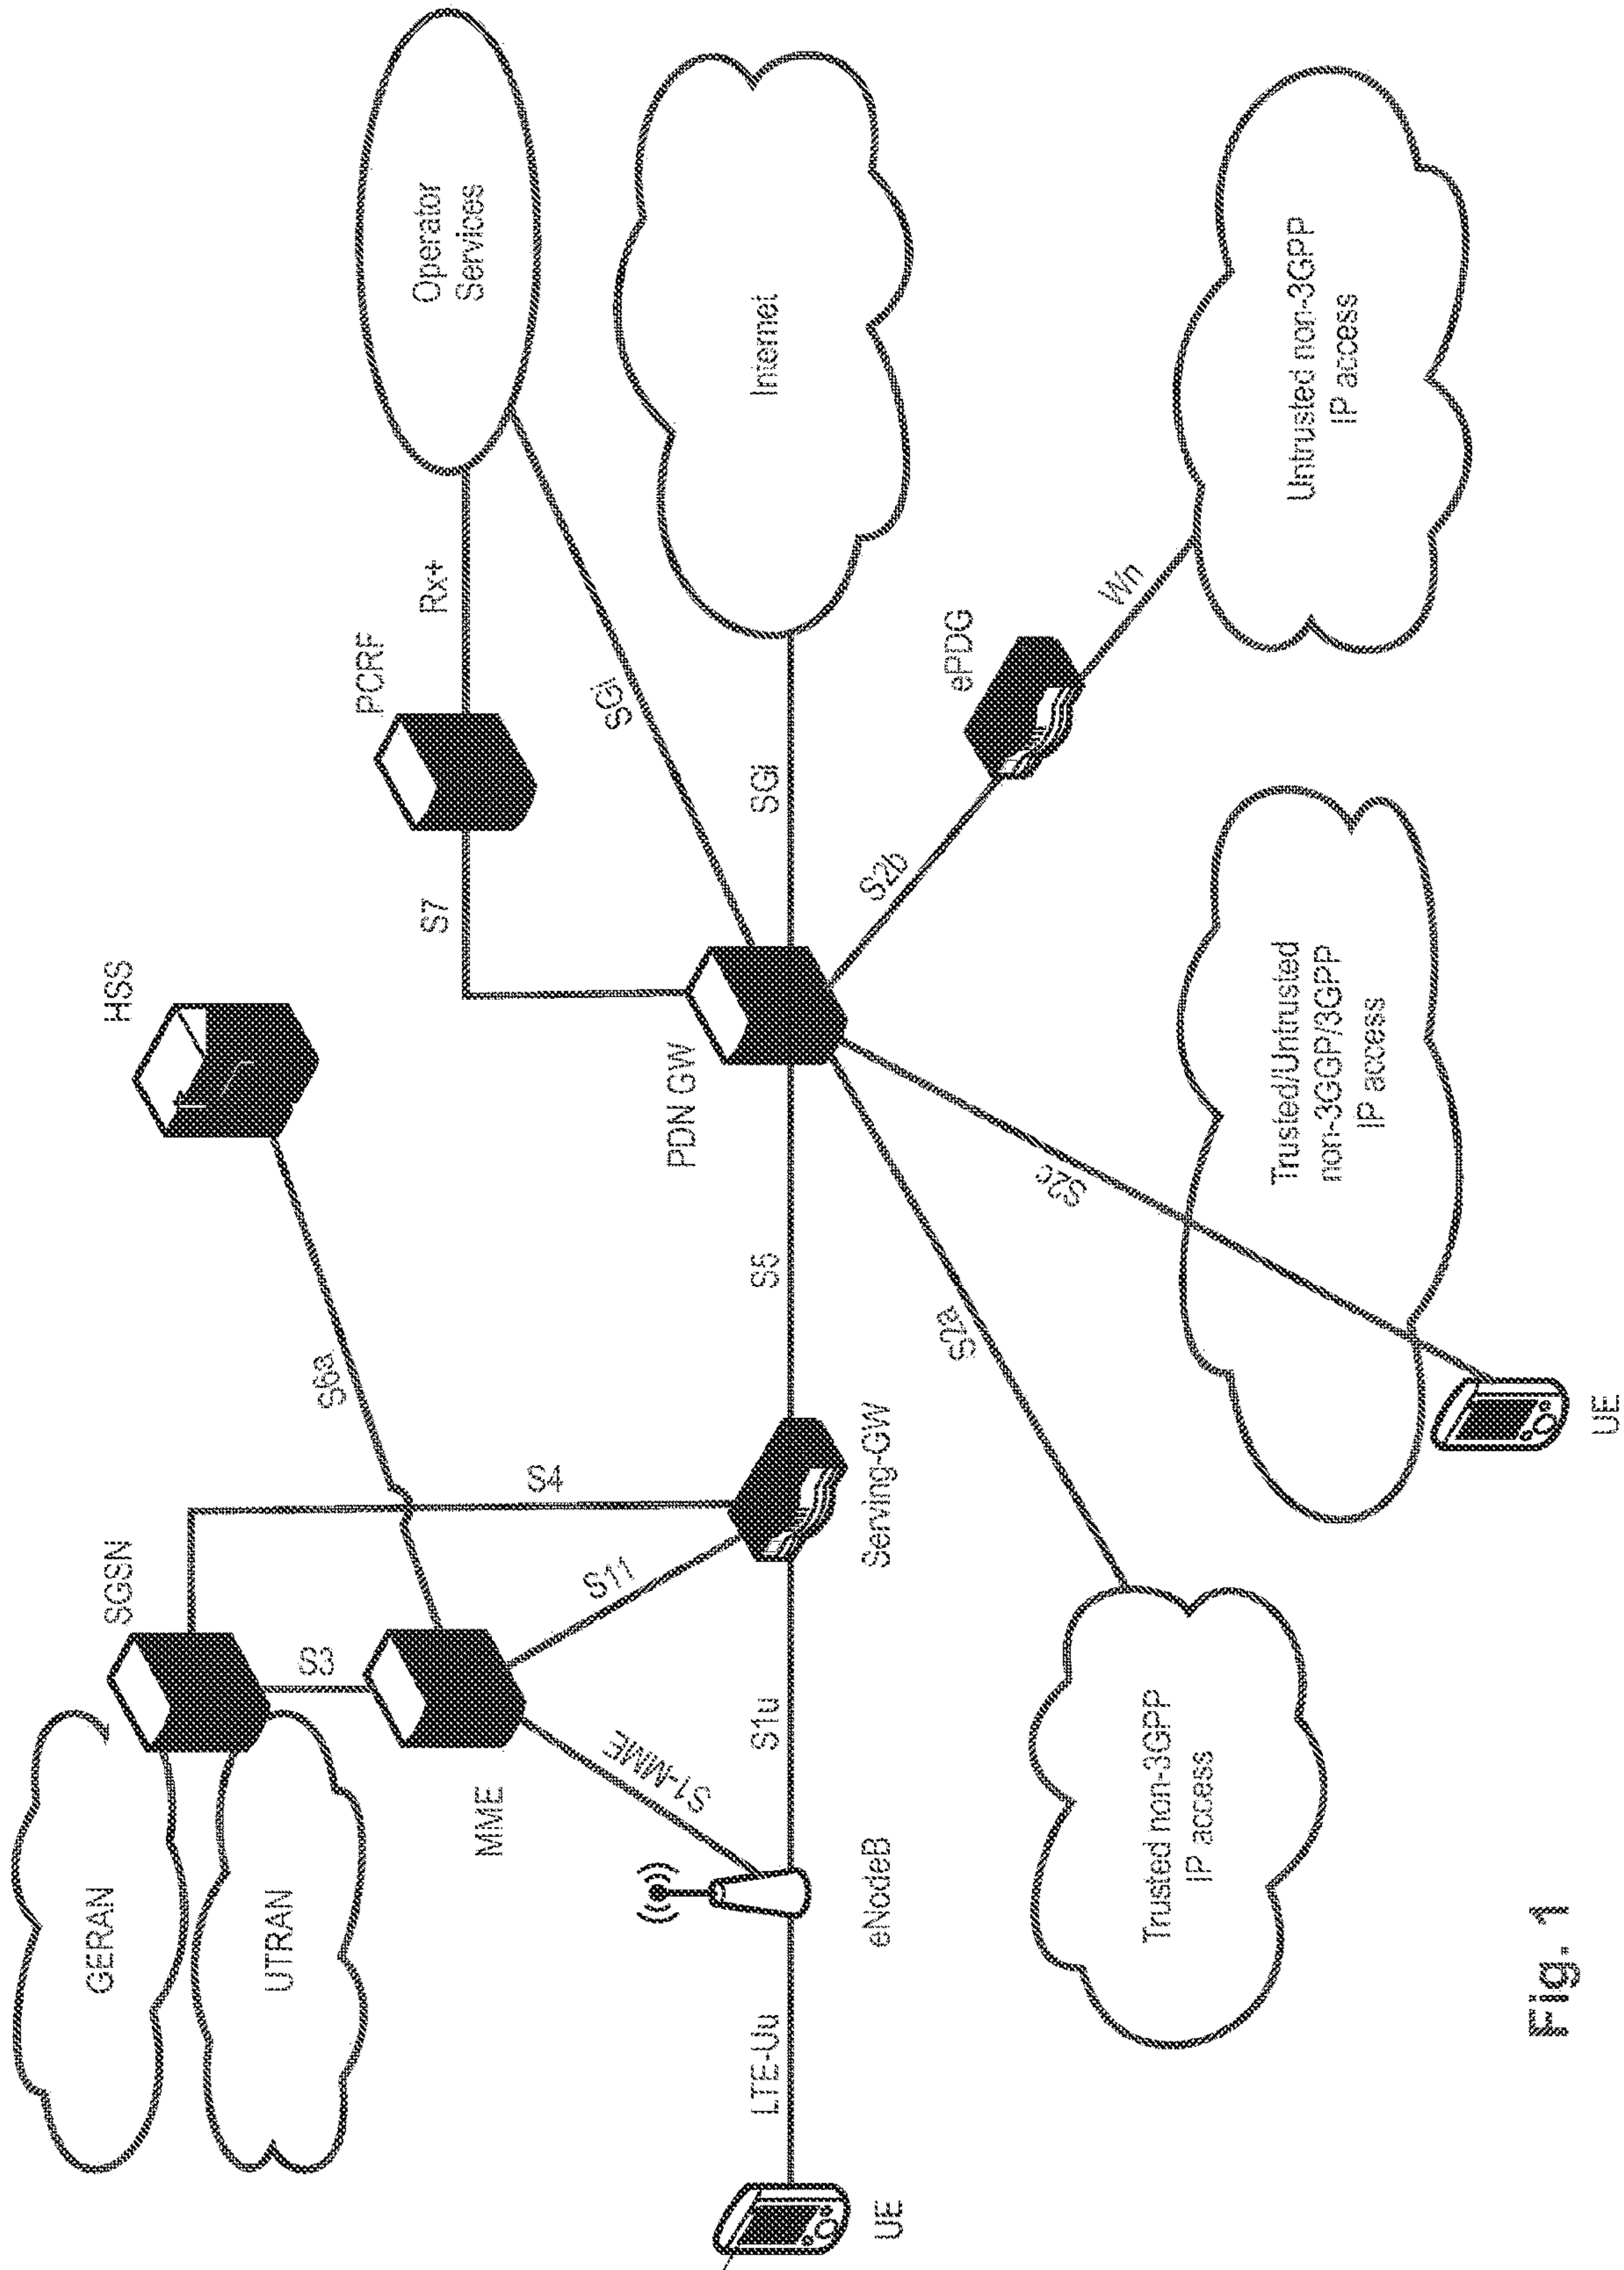 GERAN
UTRAN
SGSN
HSS
S3
S6a
S4
MME
S11
S1-MME
PCRF
S7
Rx+
Operator
Services
SGi
Internet
SGi
PDN GW
S5
S1u
LTE-Uu
UE
eNodeB
Serving-GW
S2a
S2c
S2b
ePDG
Wn
Trusted non-3GPP
IP access
Trusted/Untrusted
non-3GGP/3GPP
IP access
Untrusted non-3GPP
IP access
UE
Fig. 1